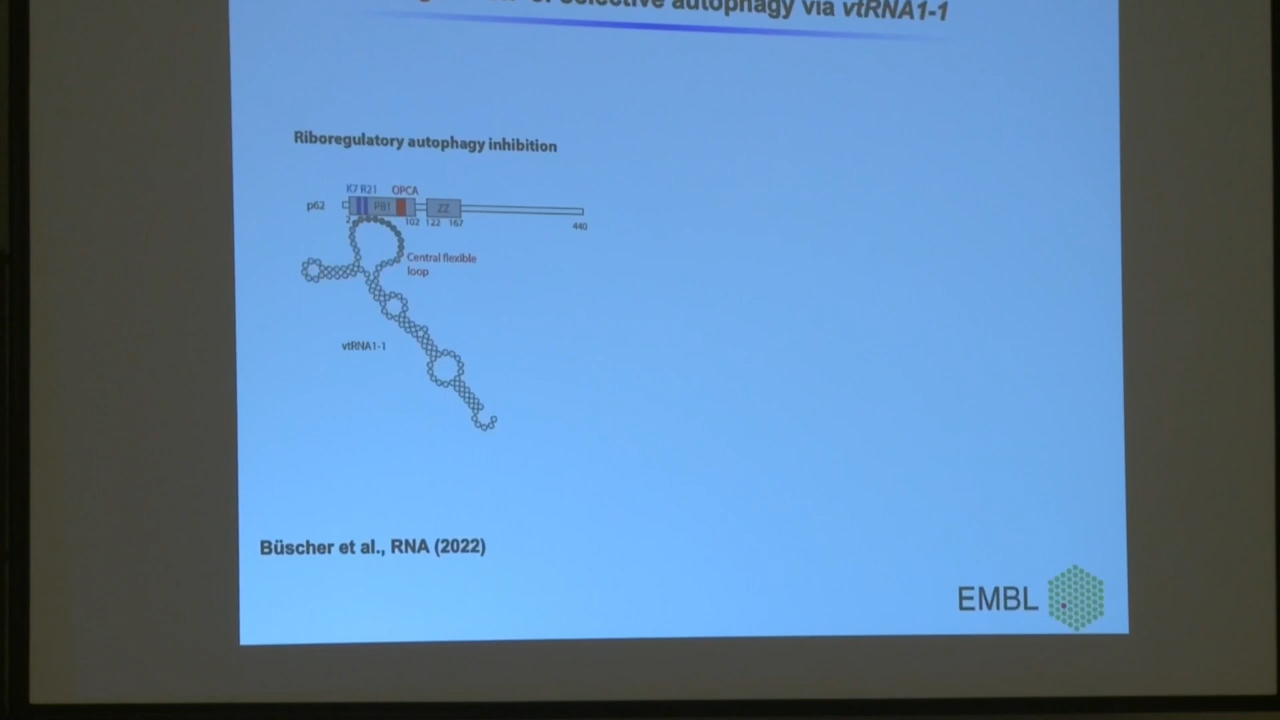 of selective autophagy via vtRNA1-1
Riboregulatory autophagy inhibition
K7 R21 OPCA
p62 PB1 ZZ
2 102 122 167 440
Central flexible
loop
vtRNA1-1
Büscher et al., RNA (2022)
EMBL